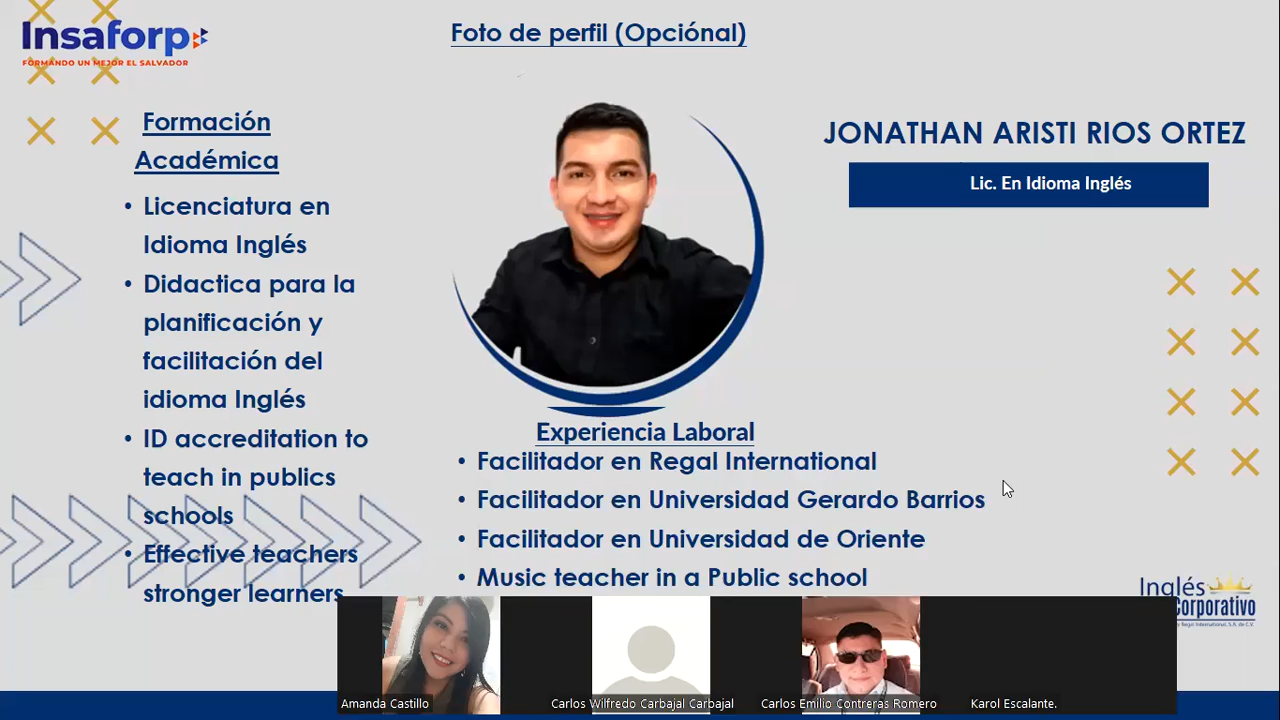 Insaforp
FORMANDO UN MEJOR EL SALVADOR
Foto de perfil (Opciónal)
Formación
Académica
• Licenciatura en
Idioma Inglés
• Didactica para la
planificación y
facilitación del
idioma Inglés
• ID accreditation to
teach in publics
schools
• Effective teachers
stronger learners
JONATHAN ARISTI RIOS ORTEZ
Lic. En Idioma Inglés
Experiencia Laboral
• Facilitador en Regal International
• Facilitador en Universidad Gerardo Barrios
• Facilitador en Universidad de Oriente
• Music teacher in a Public school
Inglés
Corporativo
Regal International, S.A. de C.V.
Amanda Castillo
Carlos Wilfredo Carbajal Carbajal
Carlos Emilio Contreras Romero
Karol Escalante.